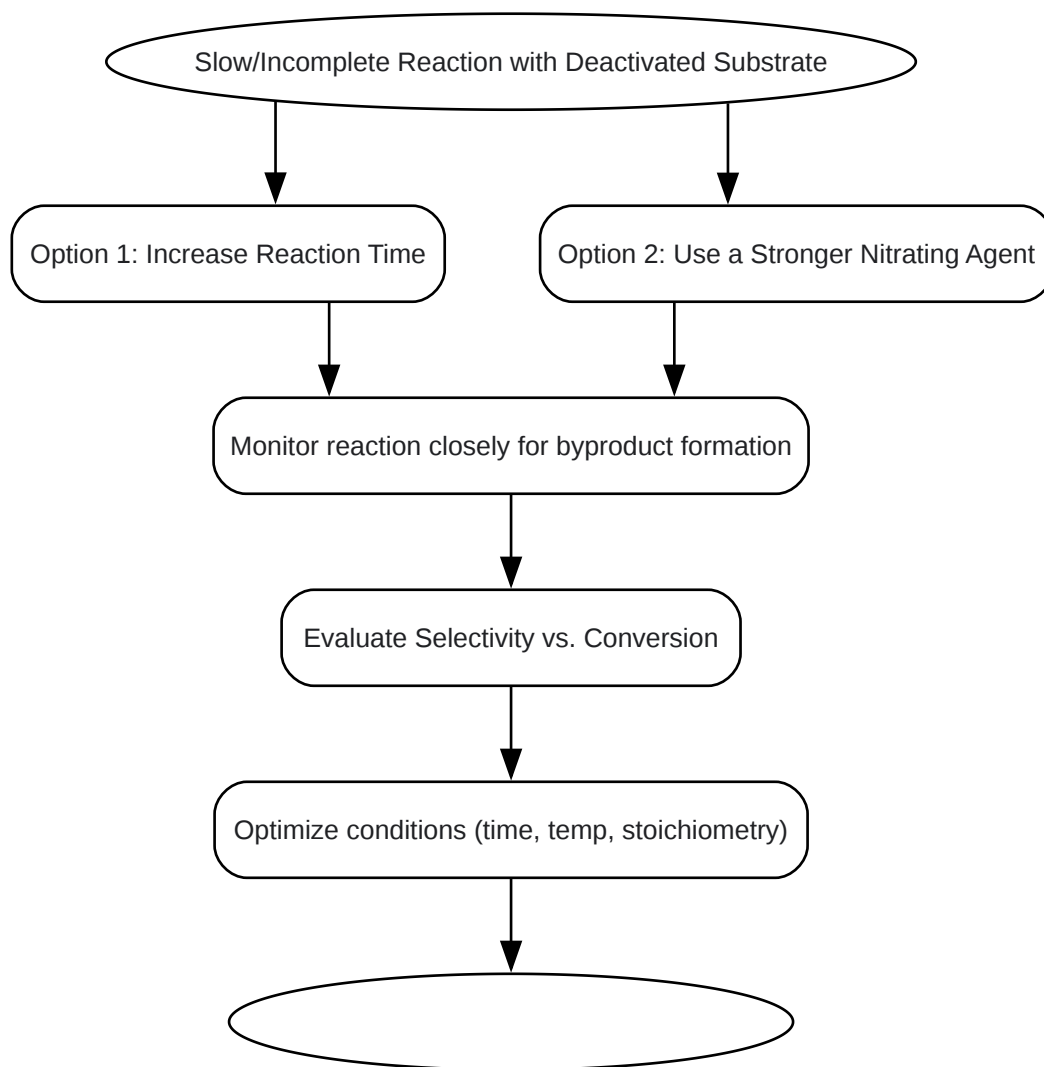 Slow/Incomplete Reaction with Deactivated Substrate
Option 1: Increase Reaction Time
Option 2: Use a Stronger Nitrating Agent
Monitor reaction closely for byproduct formation
Evaluate Selectivity vs. Conversion
Optimize conditions (time, temp, stoichiometry)